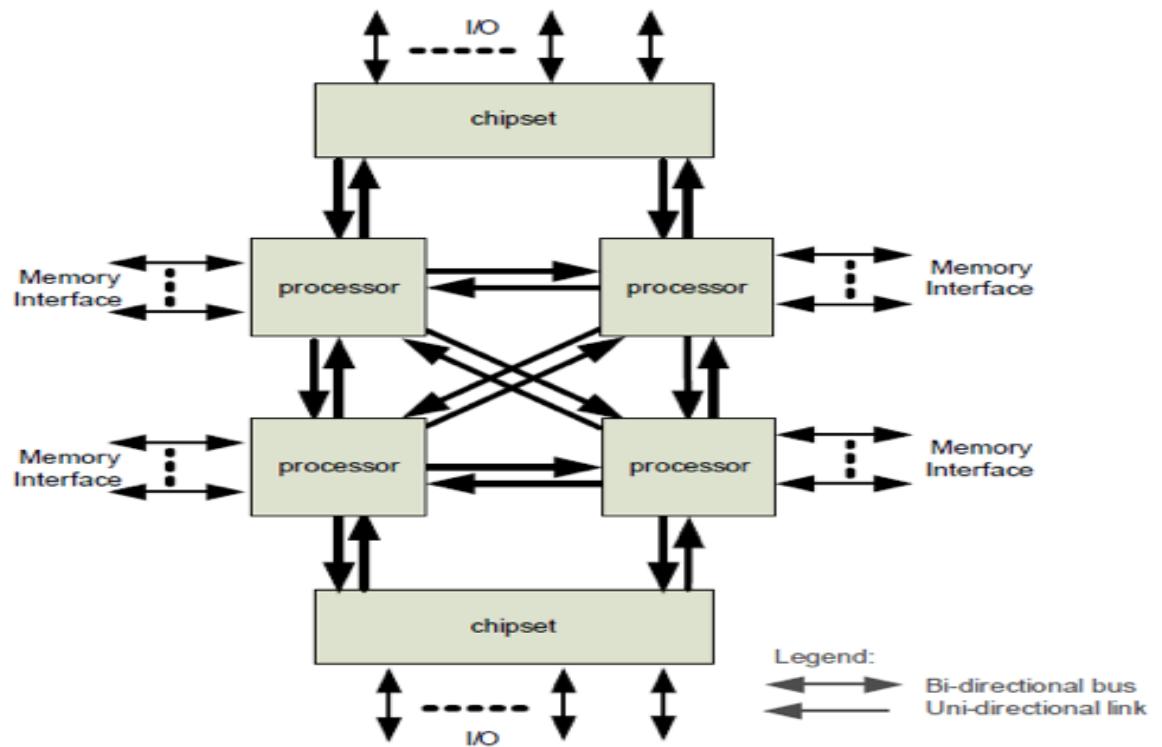 I/O
chipset
Memory
Interface
processor
processor
Memory
Interface
Memory
Interface
processor
processor
Memory
Interface
chipset
I/O
Legend:
Bi-directional bus
Uni-directional link